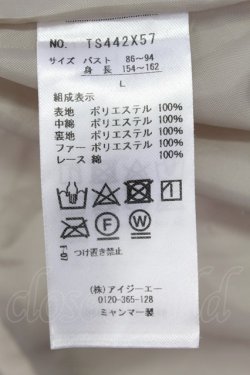 NO. TS442X57
サイズ バスト 86~94
身長 154~162
L
組成表示
表地 ポリエステル 100%
中綿 ポリエステル 100%
裏地 ポリエステル 100%
ファー ポリエステル 100%
レース 綿 100%
F-07
つけ置き禁止
(株) アイジーエー
0120-365-128
ミャンマー製